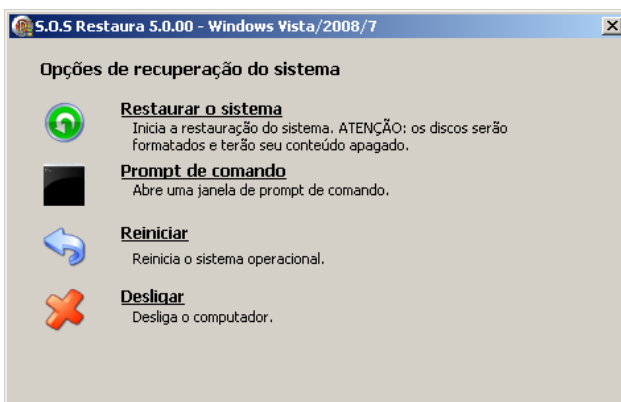 S.O.S Restaura 5.0.00 - Windows Vista/2008/7
Opções de recuperação do sistema
Restaurar o sistema
Inicia a restauração do sistema. ATENÇÃO: os discos serão
formatados e terão seu conteúdo apagado.
Prompt de comando
Abre uma janela de prompt de comando.
Reiniciar
Reinicia o sistema operacional.
Desligar
Desliga o computador.